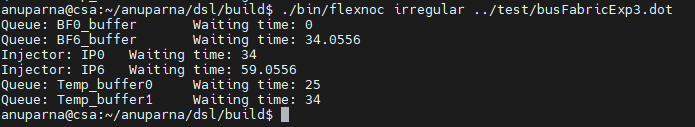 anuparna@csa:~/anuparna/dsl/build$ ./bin/flexnoc irregular ../test/busFabricExp3.dot
Queue: BF0_buffer Waiting time: 0
Queue: BF6_buffer Waiting time: 34.0556
Injector: IP0 Waiting time: 34
Injector: IP6 Waiting time: 59.0556
Queue: Temp_buffer0 Waiting time: 25
Queue: Temp_buffer1 Waiting time: 34
anuparna@csa:~/anuparna/dsl/build$